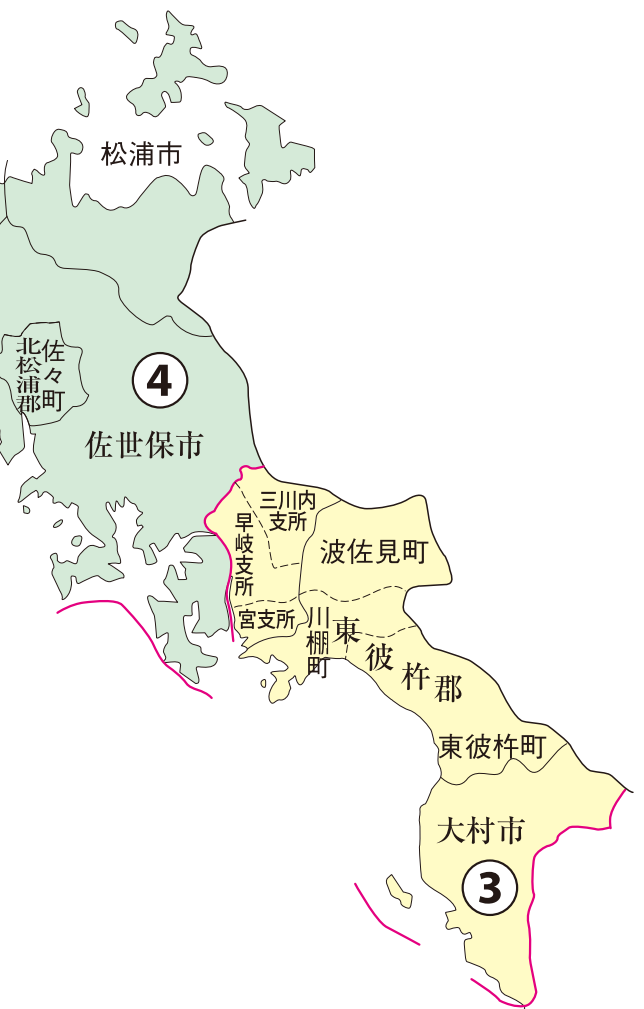 松浦市
佐々町
北松浦郡
④
佐世保市
三川内
支所
早岐支所
波佐見町
宮支所
川棚町
東彼杵郡
東彼杵町
大村市
③